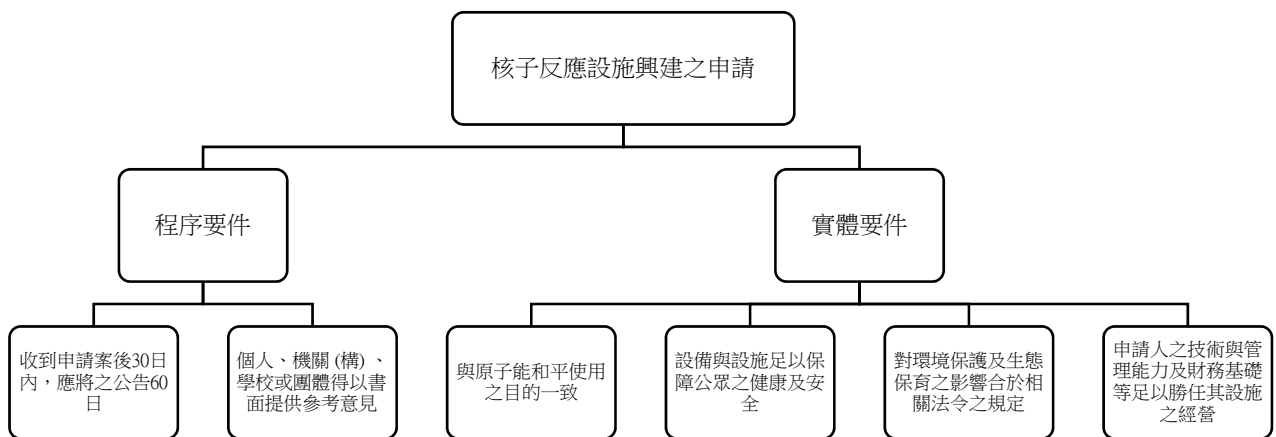 核子反應設施興建之申請
程序要件
實體要件
收到申請案後30日
內，應將之公告60
日
個人、機關 (構) 、
學校或團體得以書
面提供參考意見
與原子能和平使用
之目的一致
設備與設施足以保
障公眾之健康及安
全
對環境保護及生態
保育之影響合於相
關法令之規定
申請人之技術與管
理能力及財務基礎
等足以勝任其設施
之經營